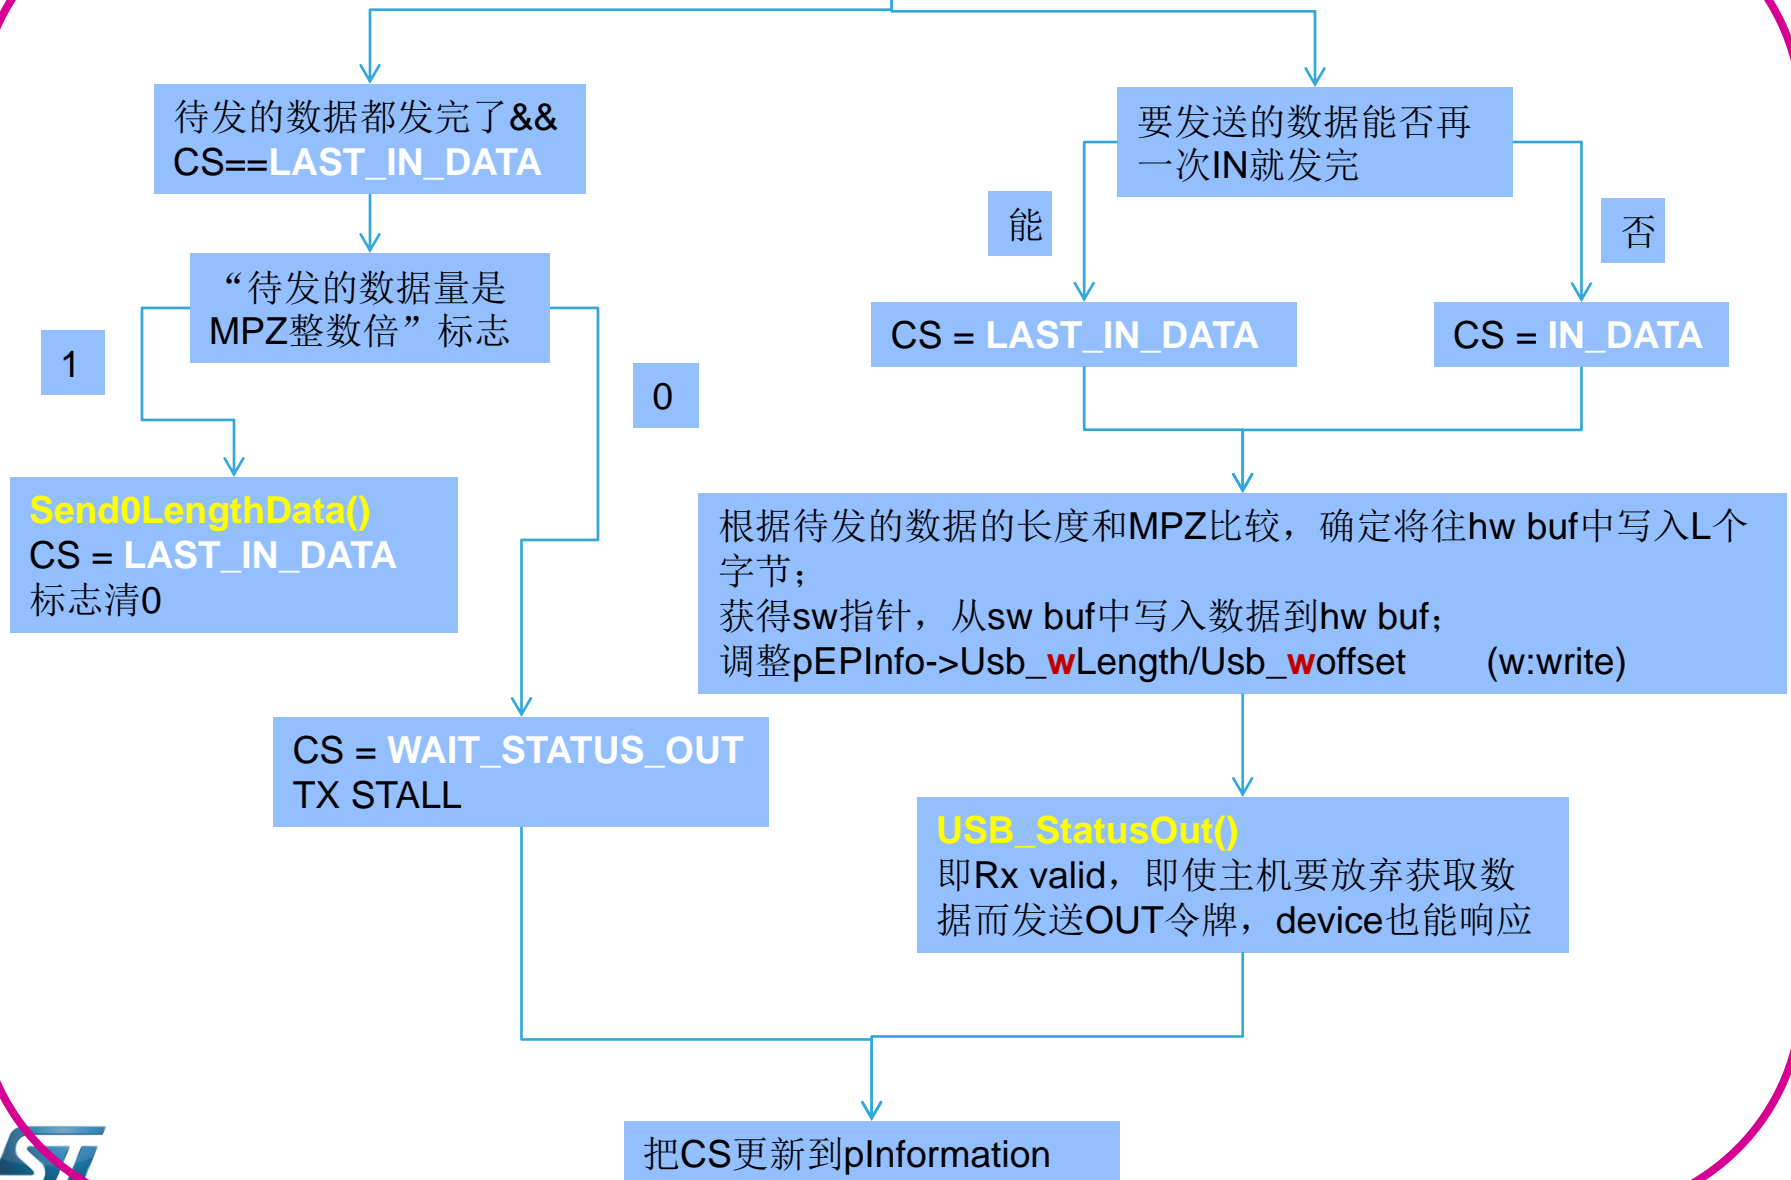 待发的数据都发完了&&
CS==LAST_IN_DATA
要发送的数据能否再
一次IN就发完
能
否
“待发的数据量是
MPZ整数倍”标志
1
0
CS = LAST_IN_DATA
CS = IN_DATA
Send0LengthData()
CS = LAST_IN_DATA
标志清0
根据待发的数据的长度和MPZ比较，确定将往hw buf中写入L个
字节；
获得sw指针，从sw buf中写入数据到hw buf；
调整pEPInfo->Usb_wLength/Usb_woffset (w:write)
CS = WAIT_STATUS_OUT
TX STALL
USB_StatusOut()
即Rx valid，即使主机要放弃获取数
据而发送OUT令牌，device也能响应
把CS更新到pInformation